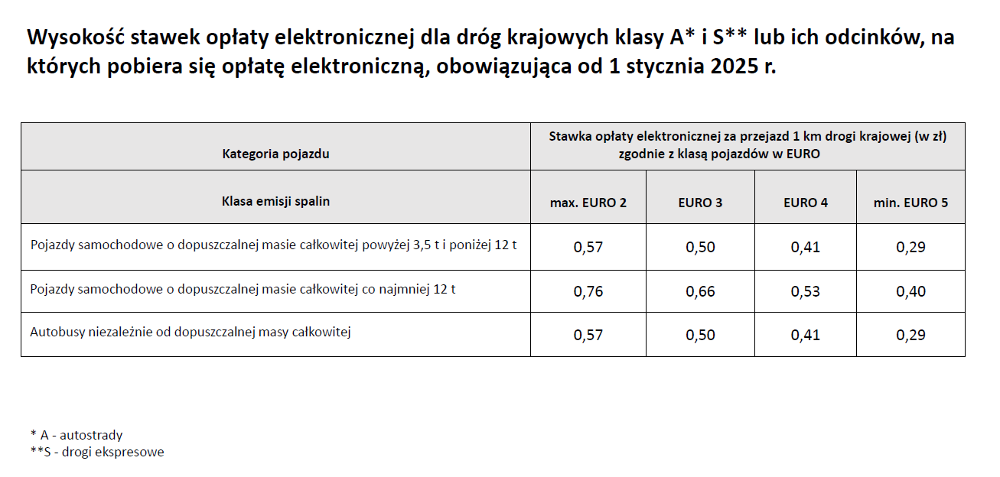 Wysokość stawek opłaty elektronicznej dla dróg krajowych klasy A* i S** lub ich odcinków, na
których pobiera się opłatę elektroniczną, obowiązująca od 1 stycznia 2025 r.
Kategoria pojazdu
Stawka opłaty elektronicznej za przejazd 1 km drogi krajowej (w zł)
zgodnie z klasą pojazdów w EURO
Klasa emisji spalin max. EURO 2 EURO 3 EURO 4 min. EURO 5
Pojazdy samochodowe o dopuszczalnej masie całkowitej powyżej 3,5 t i poniżej 12 t 0,57 0,50 0,41 0,29
Pojazdy samochodowe o dopuszczalnej masie całkowitej co najmniej 12 t 0,76 0,66 0,53 0,40
Autobusy niezależnie od dopuszczalnej masy całkowitej 0,57 0,50 0,41 0,29
* A - autostrady
**S - drogi ekspresowe